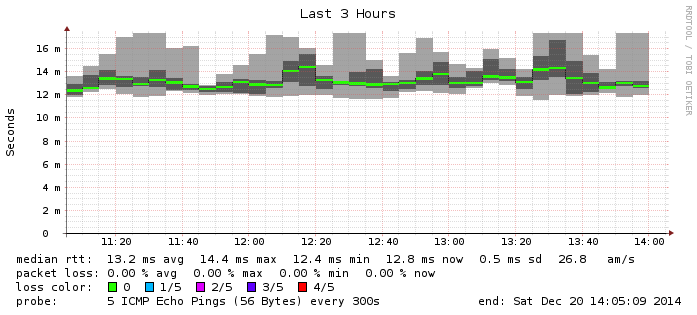 Last 3 Hours
RRDTOOL / TOBI OETIKER
Seconds
16 m
14 m
12 m
10 m
8 m
6 m
4 m
2 m
0
11:20 11:40 12:00 12:20 12:40 13:00 13:20 13:40 14:00
median rtt: 13.2 ms avg 14.4 ms max 12.4 ms min 12.8 ms now 0.5 ms sd 26.8 am/s
packet loss: 0.00 % avg 0.00 % max 0.00 % min 0.00 % now
loss color: 0 1/5 2/5 3/5 4/5
probe: 5 ICMP Echo Pings (56 Bytes) every 300s end: Sat Dec 20 14:05:09 2014